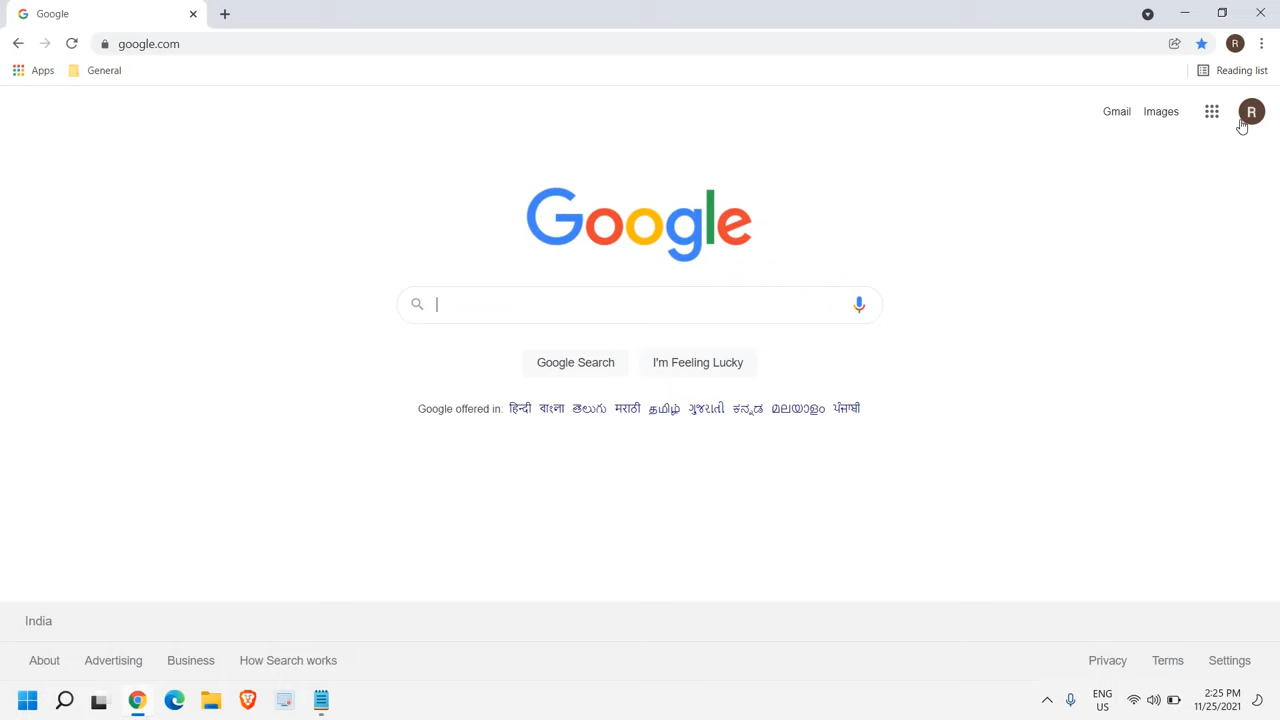 Google
google.com
R
Apps
General
Reading list
Gmail
Images
R
Google
Google Search
I'm Feeling Lucky
Google offered in: हिन्दी বাংলা తెలుగు मराठी தமிழ் ગુજરાતી ಕನ್ನಡ മലയാളം ਪੰਜਾਬੀ
India
About
Advertising
Business
How Search works
Privacy
Terms
Settings
ENG
US
2:25 PM
11/25/2021